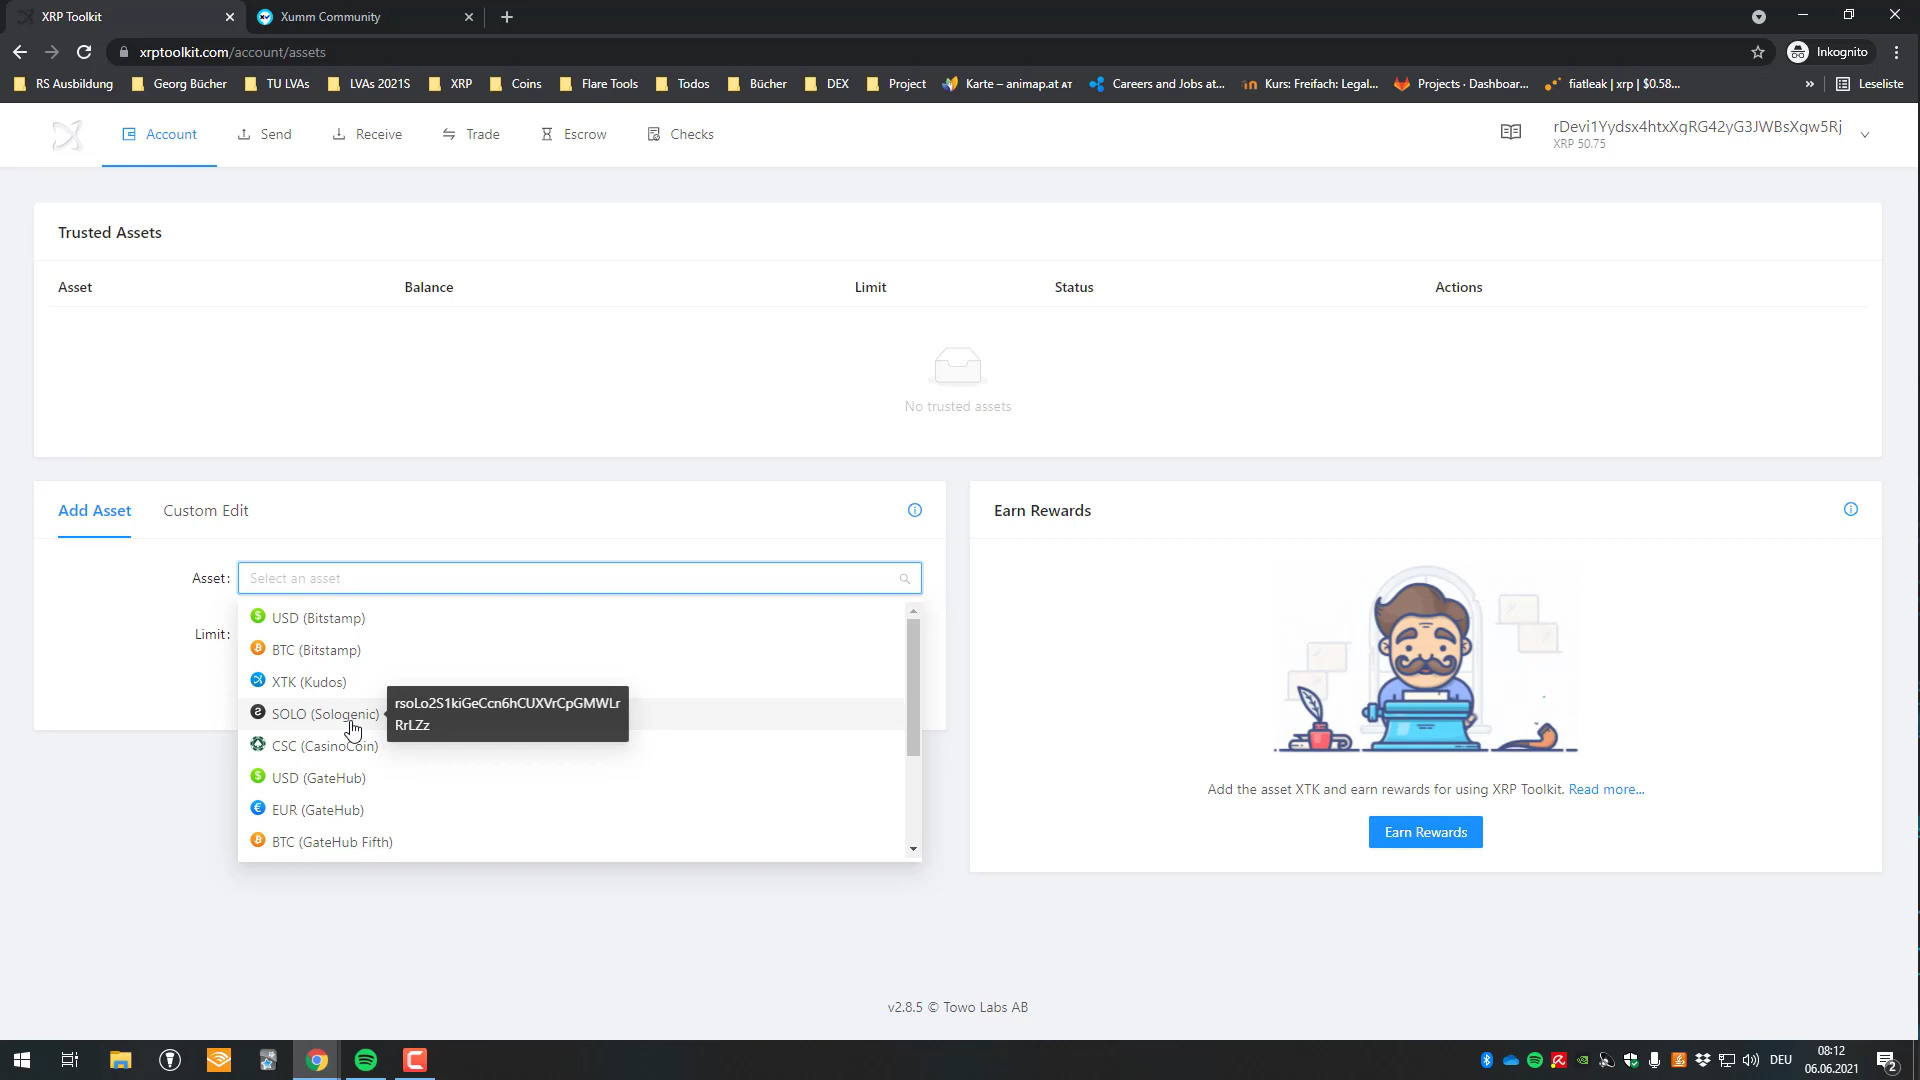 XRP Toolkit
Xumm Community
xrptoolkit.com/account/assets
Inkognito
RS Ausbildung
Georg Bücher
TU LVAs
LVAs 2021S
XRP
Coins
Flare Tools
Todos
Bücher
DEX
Project
Karte – animap.at AT
Careers and Jobs at...
Kurs: Freifach: Legal...
Projects · Dashboar...
fiatleak | xrp | $0.58...
»
Leseliste
Account
Send
Receive
Trade
Escrow
Checks
rDevi1Yydsx4htxXgRG42yG3JWBsXgw5Rj
XRP 50.75
Trusted Assets
Asset
Balance
Limit
Status
Actions
No trusted assets
Add Asset
Custom Edit
Asset:
Select an asset
Limit:
USD (Bitstamp)
BTC (Bitstamp)
XTK (Kudos)
SOLO (Sologenic)
rsoLo2S1kiGeCcn6hCUXVrCpGMWLr
RrLZz
CSC (CasinoCoin)
USD (GateHub)
EUR (GateHub)
BTC (GateHub Fifth)
Earn Rewards
Add the asset XTK and earn rewards for using XRP Toolkit. Read more...
Earn Rewards
v2.8.5 © Towo Labs AB
DEU
08:12
06.06.2021
2